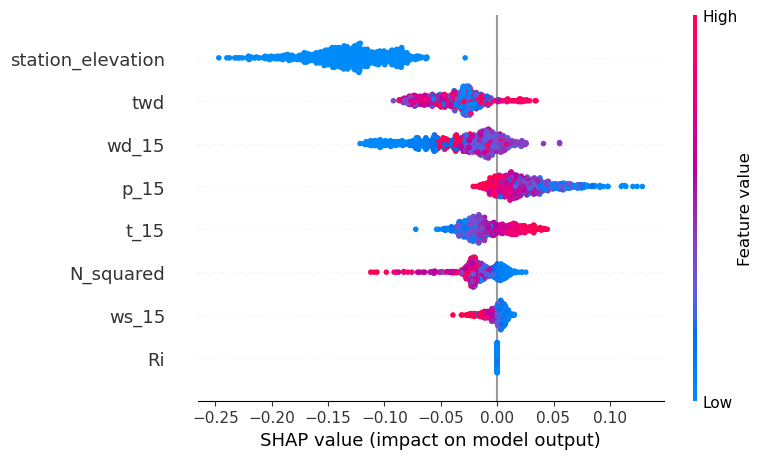 High
station_elevation
twd
wd_15
p_15
t_15
N_squared
ws_15
Ri
Feature value
Low
−0.25 −0.20 −0.15 −0.10 −0.05 0.00 0.05 0.10
SHAP value (impact on model output)